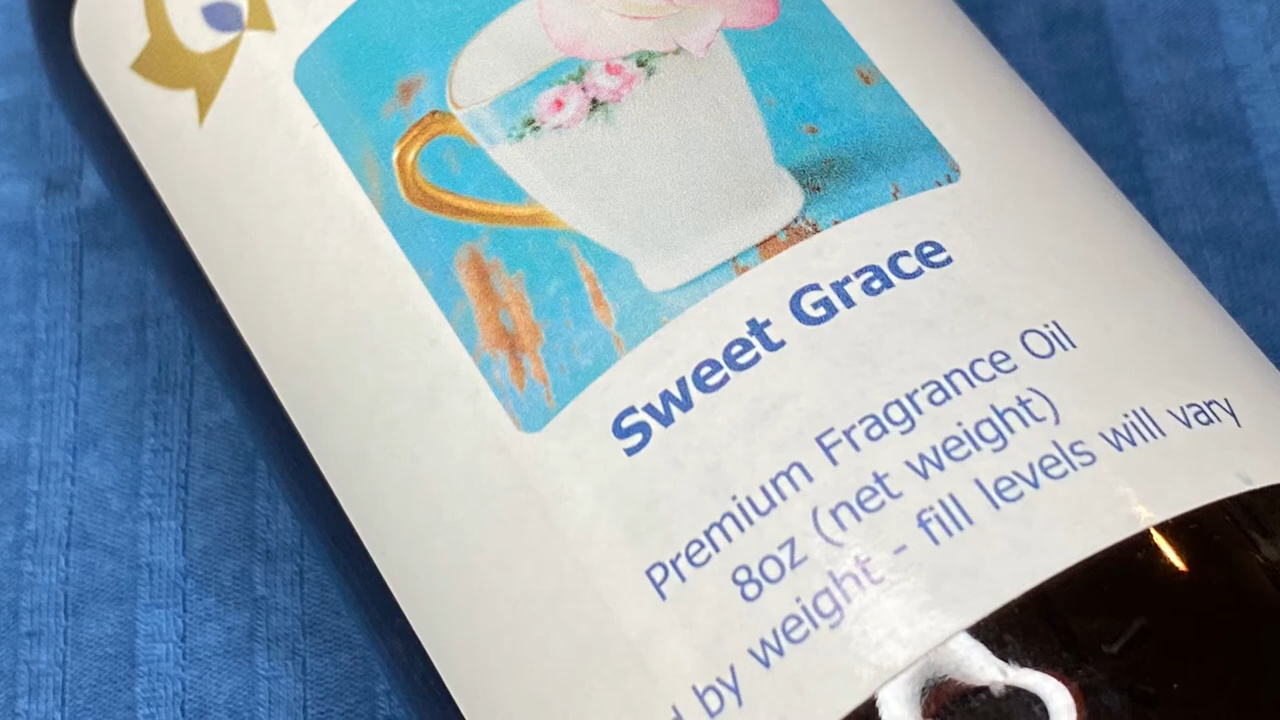 Sweet Grace
Premium Fragrance Oil
8oz (net weight)
by weight - fill levels will vary